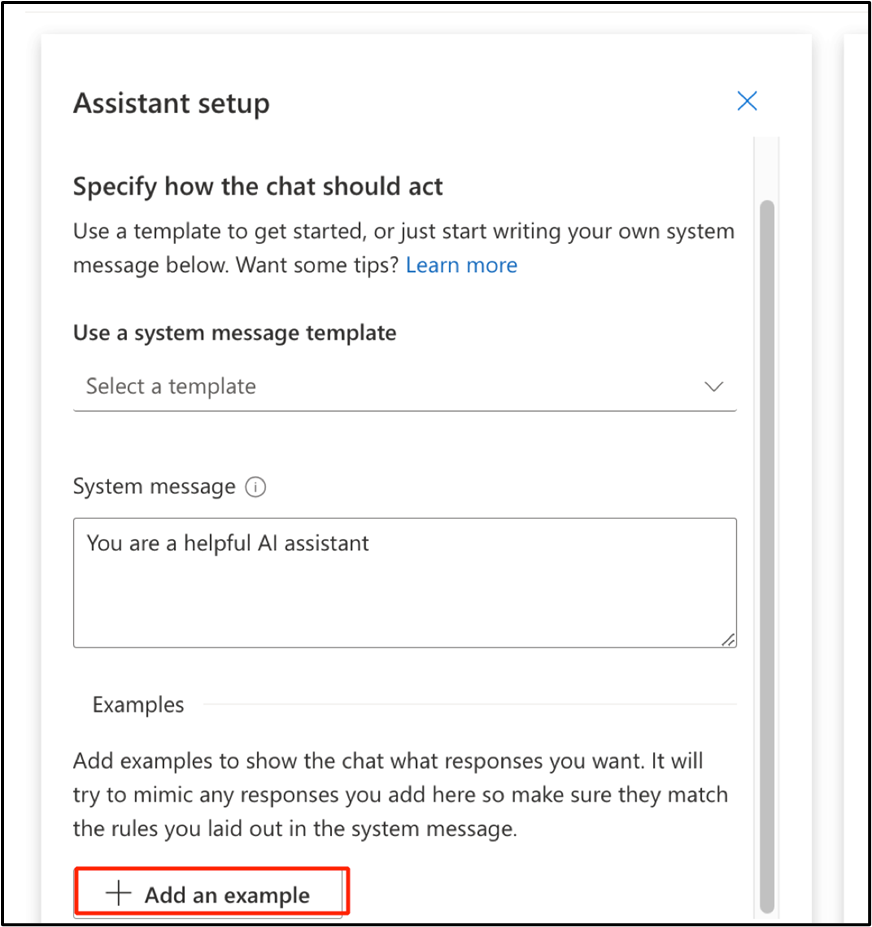 Assistant setup
Specify how the chat should act
Use a template to get started, or just start writing your own system
message below. Want some tips? Learn more
Use a system message template
Select a template
System message
You are a helpful AI assistant
Examples
Add examples to show the chat what responses you want. It will
try to mimic any responses you add here so make sure they match
the rules you laid out in the system message.
Add an example